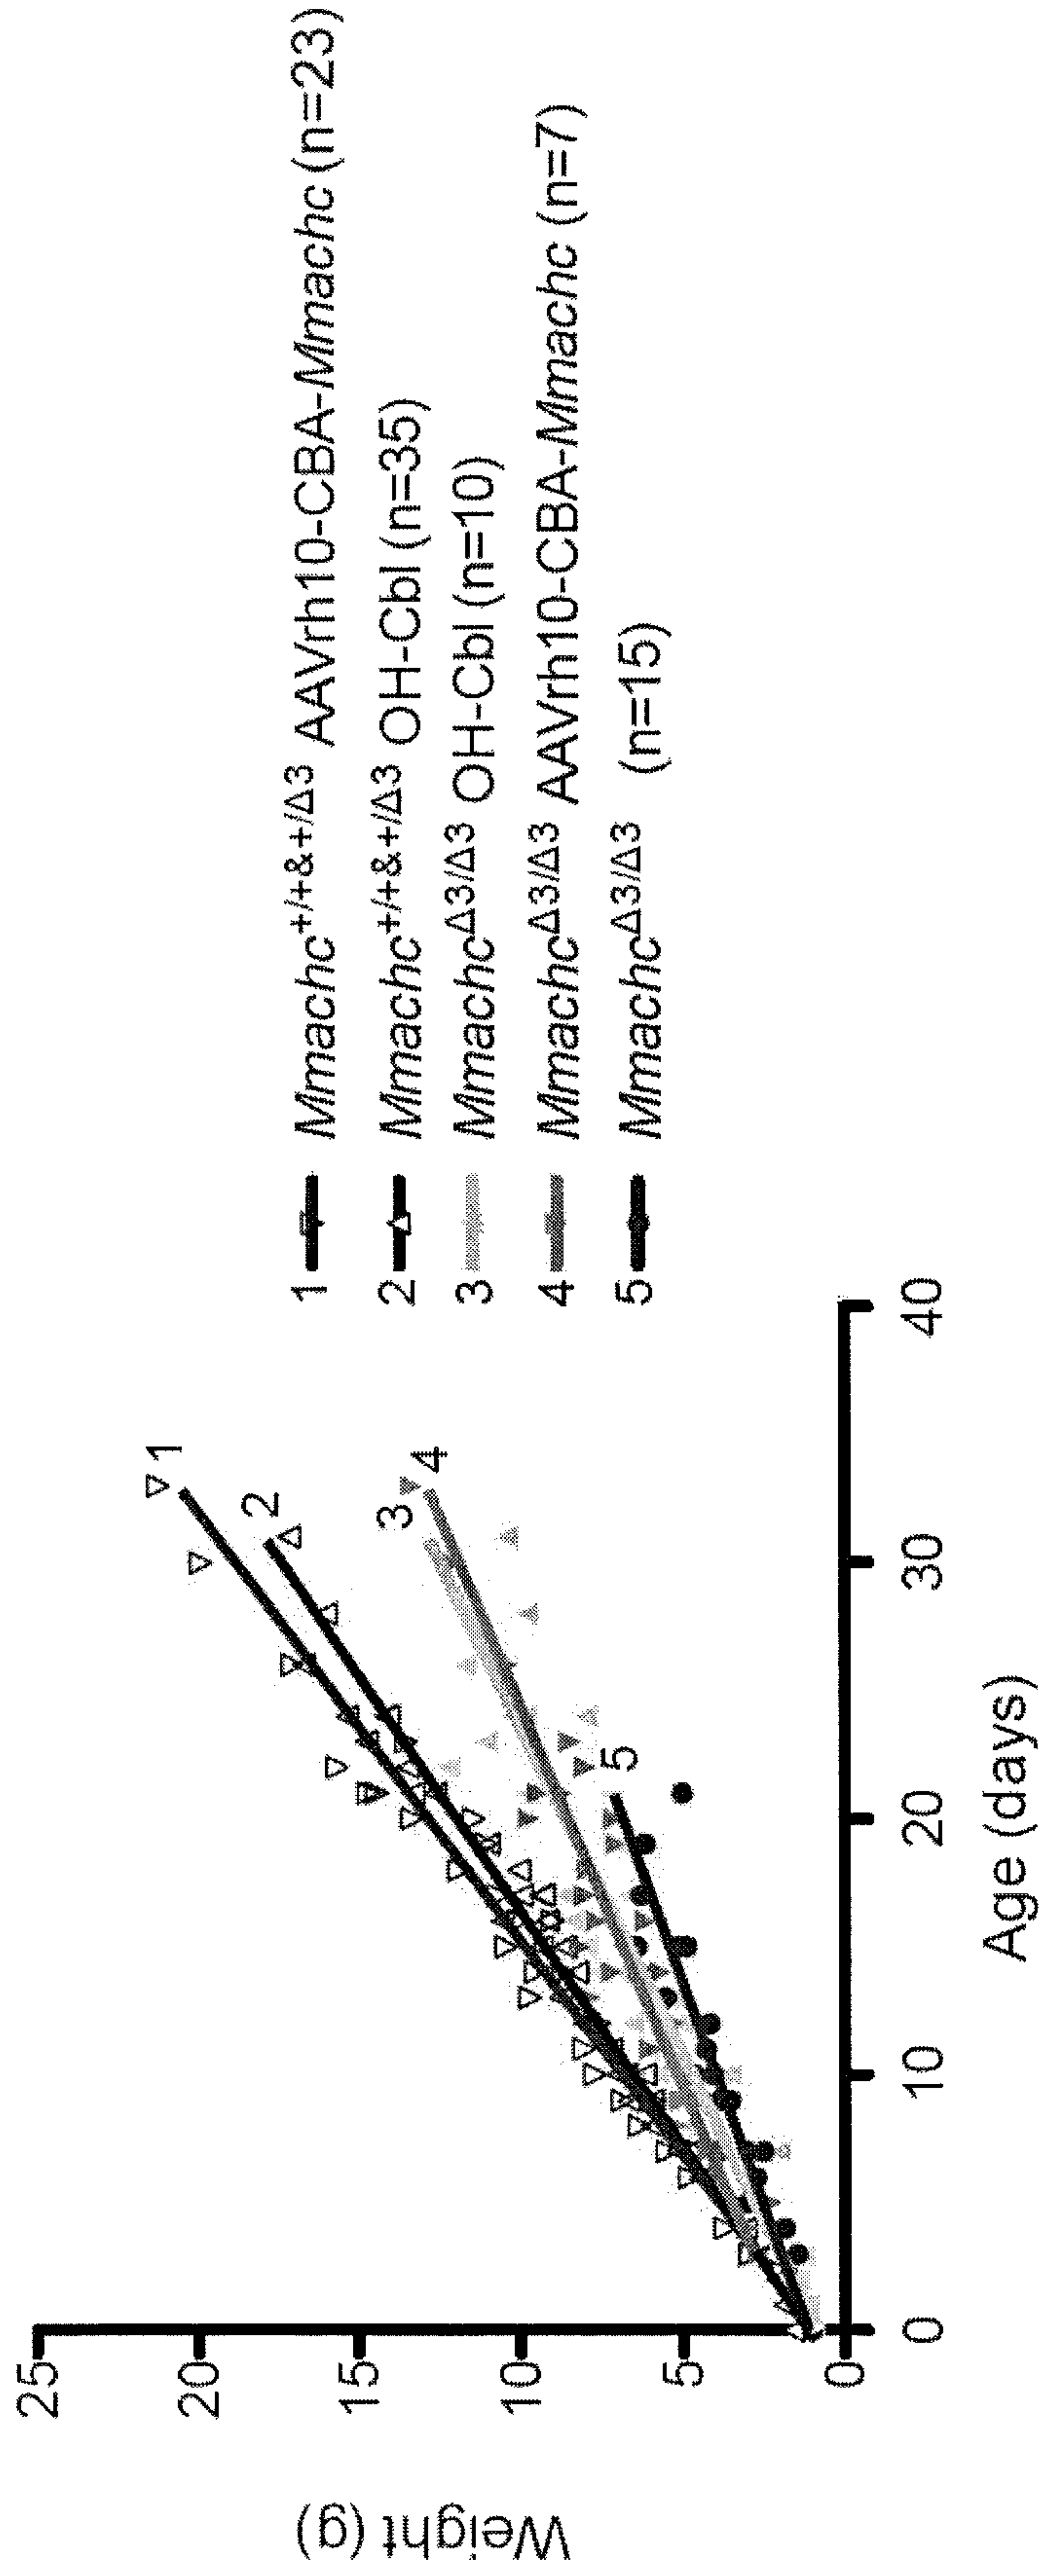 Weight (g)
25
20
15
10
5
0
0
10
20
30
40
Age (days)
1
2
3
4
5
1 Mmachc+/+&+/Δ3 AAVrh10-CBA-Mmachc (n=23)
2 Mmachc+/+&+/Δ3 OH-Cbl (n=35)
3 MmachcΔ3/Δ3 OH-Cbl (n=10)
4 MmachcΔ3/Δ3 AAVrh10-CBA-Mmachc (n=7)
5 MmachcΔ3/Δ3 (n=15)